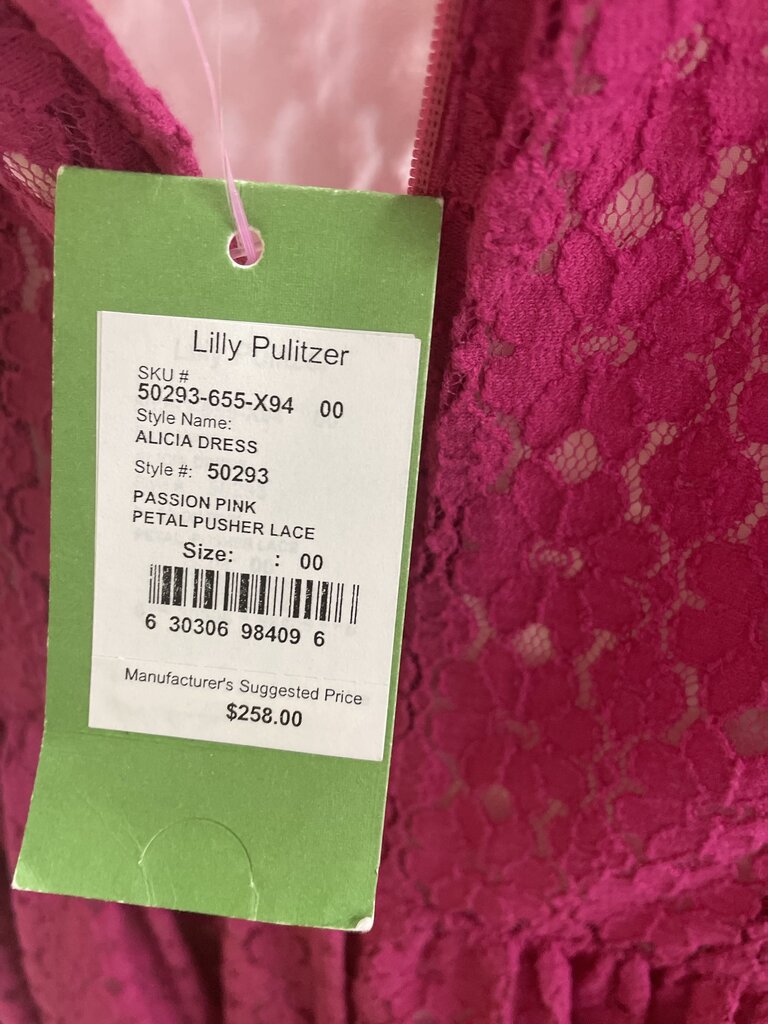 Lilly Pulitzer
SKU #
50293-655-X94 00
Style Name:
ALICIA DRESS
Style #: 50293
PASSION PINK
PETAL PUSHER LACE
Size: : 00
6 30306 98409 6
Manufacturer's Suggested Price
$258.00